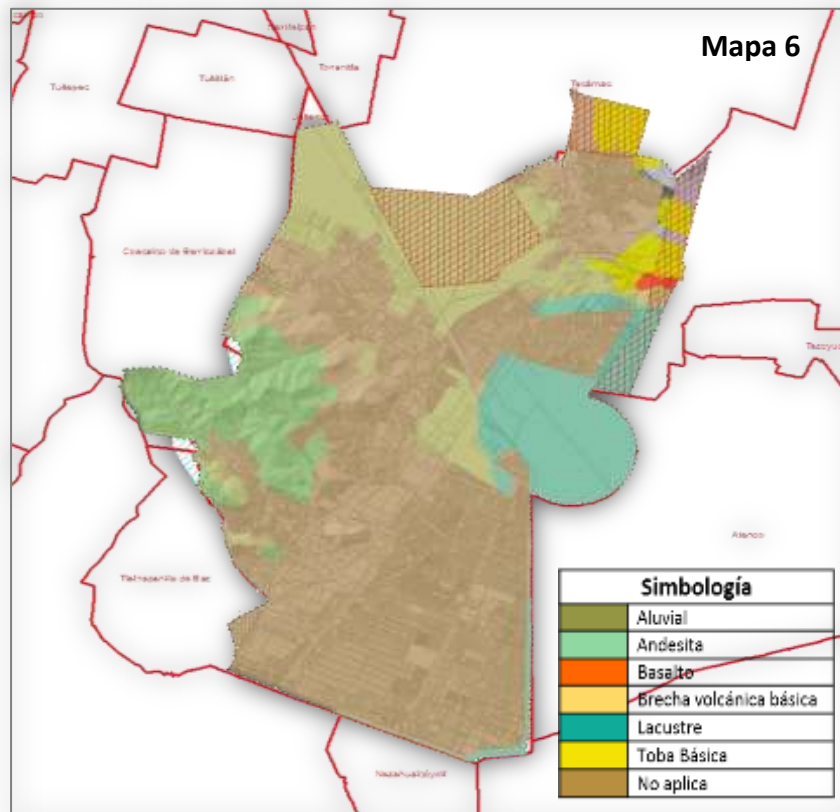 Mapa 6
Tultepec
Tultitlán
Tonanitla
Tecámac
Coacalco de Berriozábal
Tezoyuca
Atenco
Tlalnepantla de Baz
Nezahualcóyotl
Simbología
Aluvial
Andesita
Basalto
Brecha volcánica básica
Lacustre
Toba Básica
No aplica